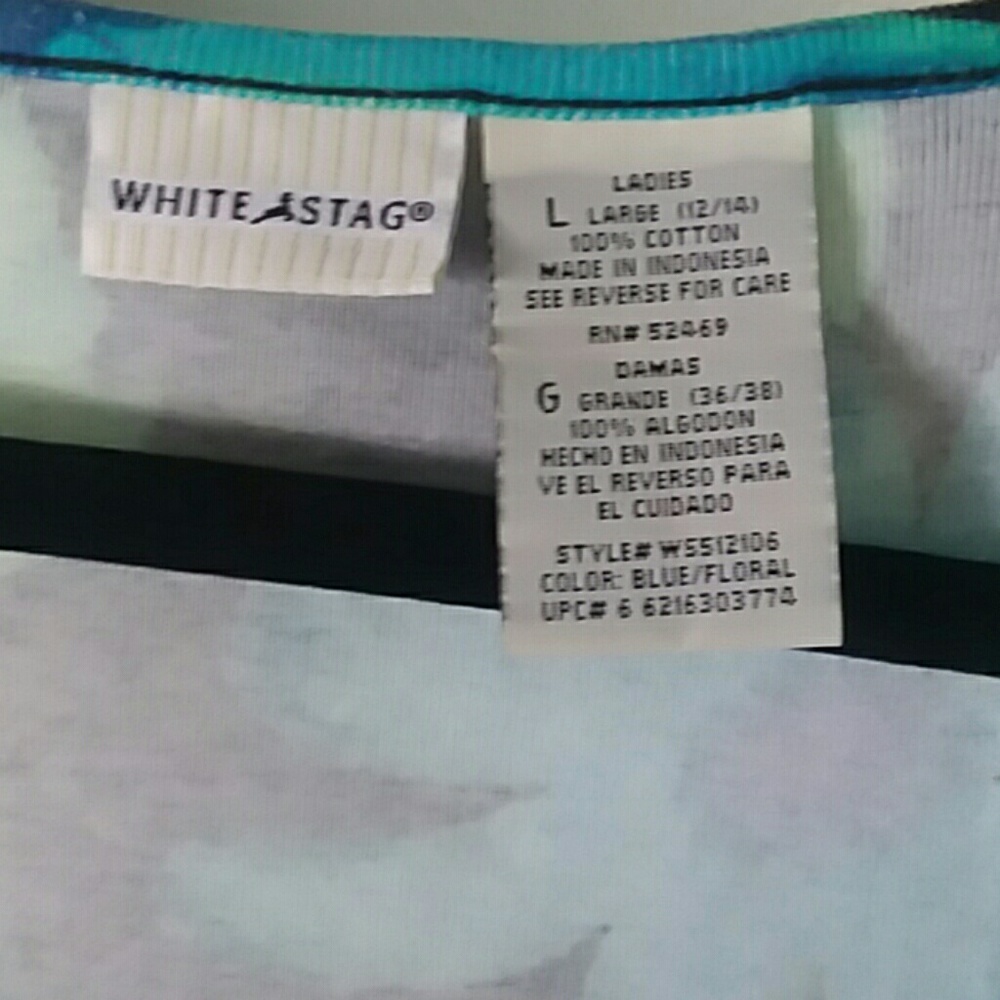 WHITE STAG®
LADIES
L LARGE (12/14)
100% COTTON
MADE IN INDONESIA
SEE REVERSE FOR CARE
RN# 52469
DAMAS
G GRANDE (36/38)
100% ALGODON
HECHO EN INDONESIA
VE EL REVERSO PARA
EL CUIDADO
STYLE# WS512106
COLOR: BLUE/FLORAL
UPC# 6 6216303774